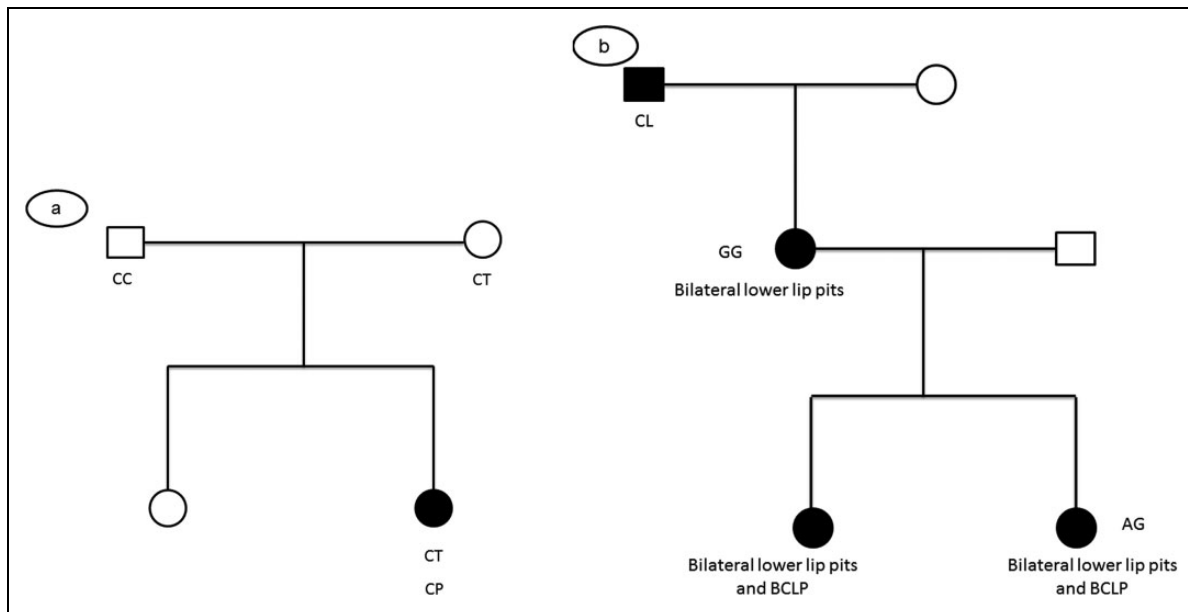 a
CC
CT
CT
CP
b
CL
GG
Bilateral lower lip pits
Bilateral lower lip pits
and BCLP
AG
Bilateral lower lip pits
and BCLP